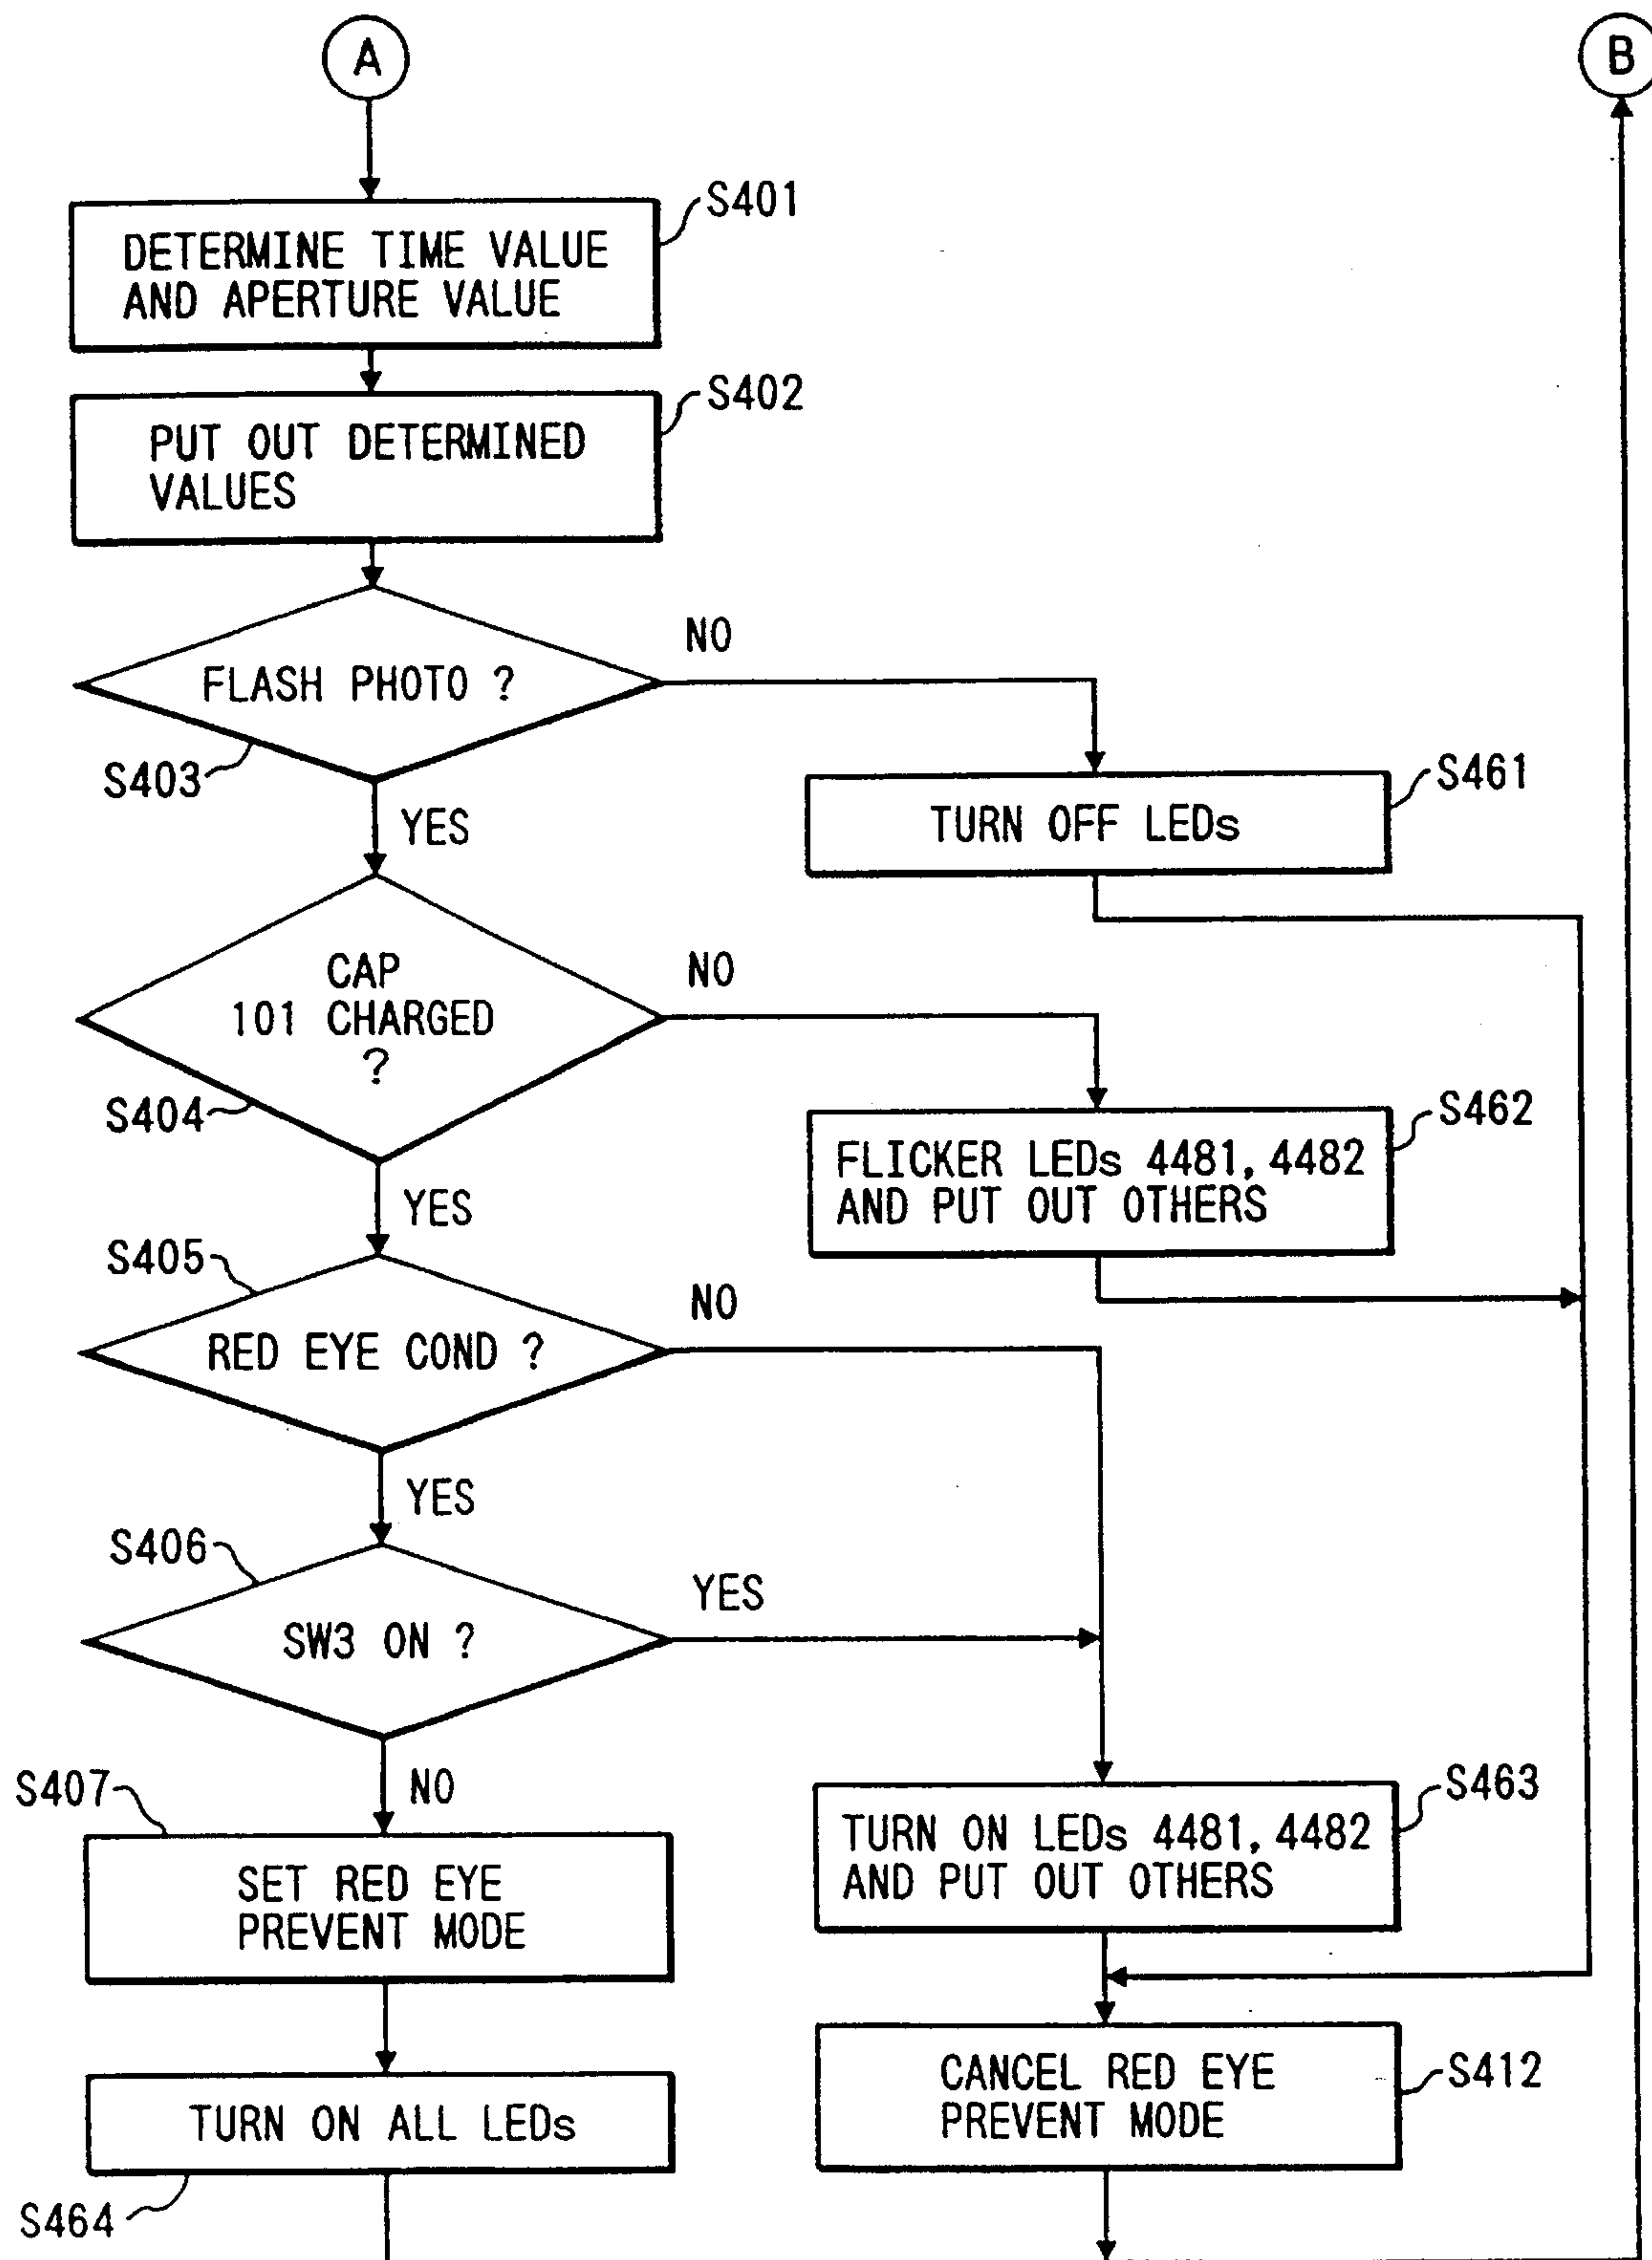 A
B
S401
DETERMINE TIME VALUE
AND APERTURE VALUE
S402
PUT OUT DETERMINED
VALUES
NO
FLASH PHOTO ?
S403
YES
S461
TURN OFF LEDs
CAP
101 CHARGED
?
NO
S404
YES
S462
FLICKER LEDs 4481, 4482
AND PUT OUT OTHERS
S405
NO
RED EYE COND ?
YES
S406
YES
SW3 ON ?
NO
S407
SET RED EYE
PREVENT MODE
S463
TURN ON LEDs 4481, 4482
AND PUT OUT OTHERS
S412
CANCEL RED EYE
PREVENT MODE
TURN ON ALL LEDs
S464